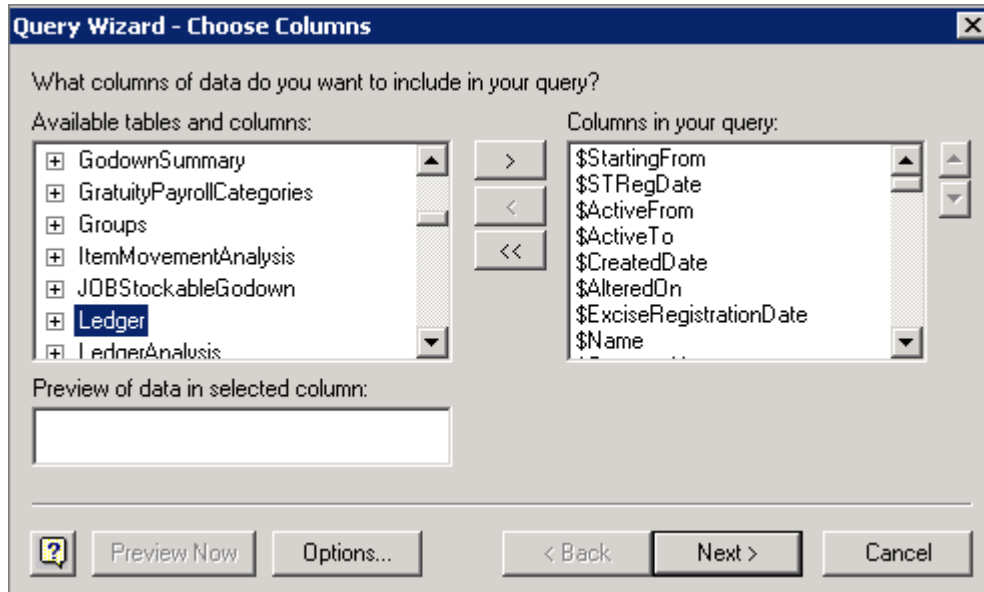 Query Wizard - Choose Columns
What columns of data do you want to include in your query?
Available tables and columns:
Columns in your query:
GodownSummary
GratuityPayrollCategories
Groups
ItemMovementAnalysis
JOBStockableGodown
Ledger
LedgerAnalysis
>
<
<<
$StartingFrom
$STRegDate
$ActiveFrom
$ActiveTo
$CreatedDate
$AlteredOn
$ExciseRegistrationDate
$Name
Preview of data in selected column:
Preview Now
Options...
< Back
Next >
Cancel